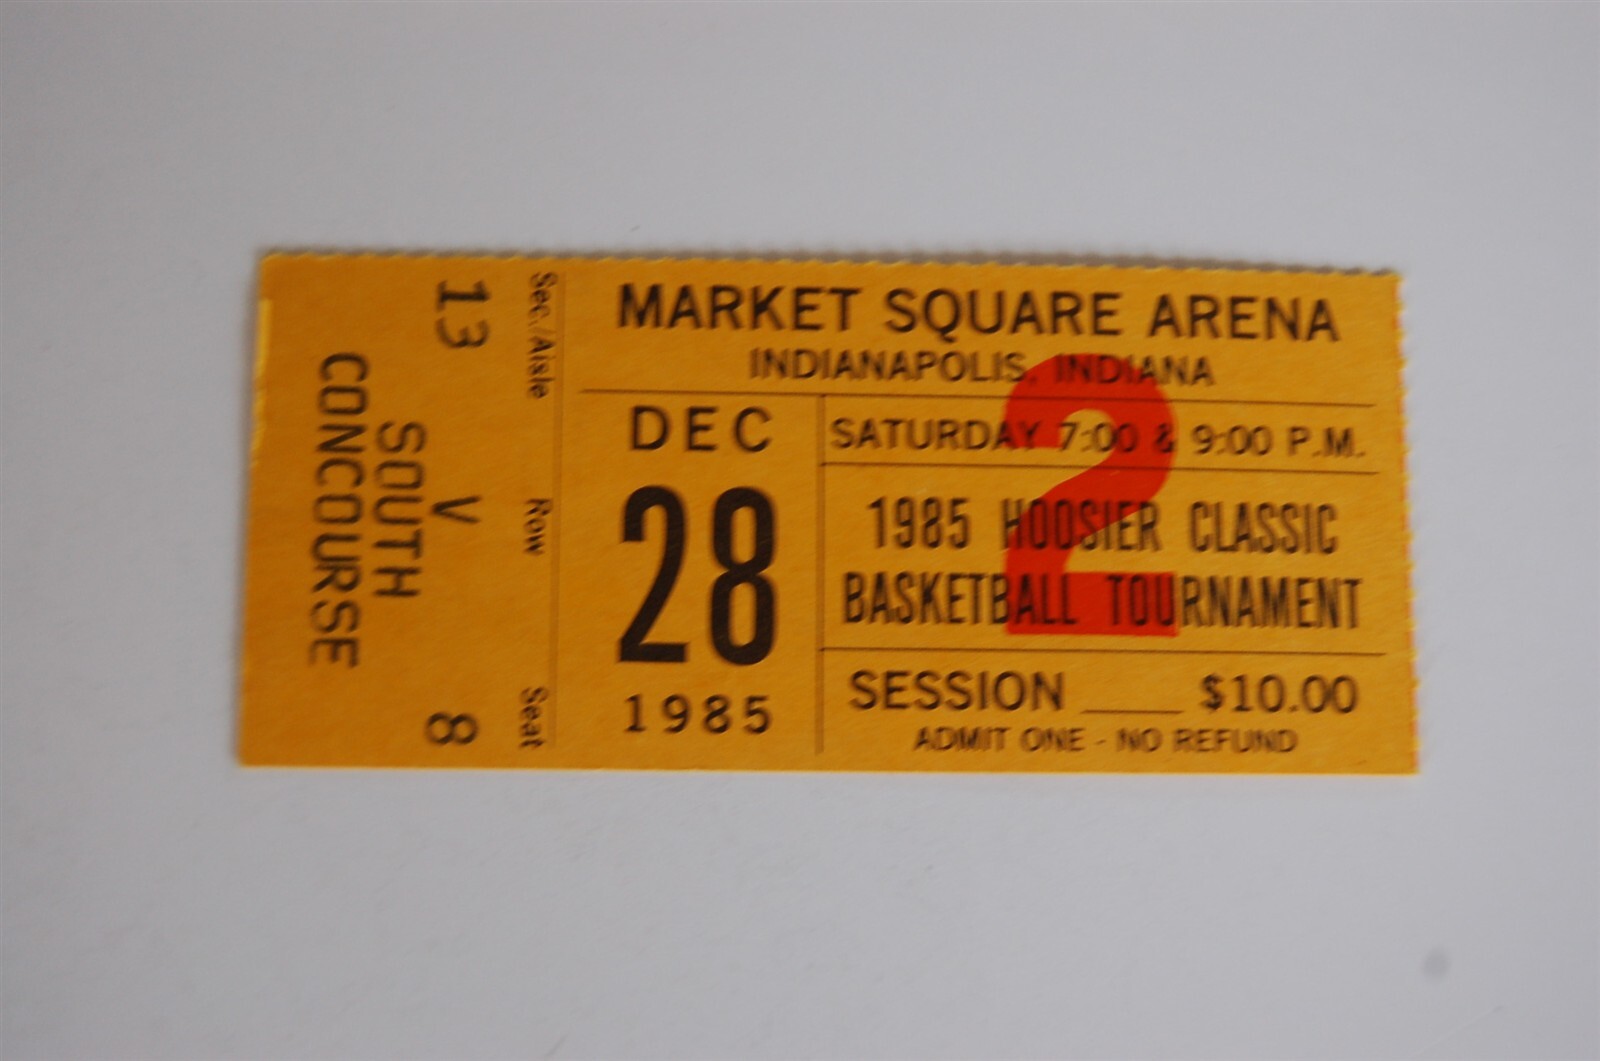 MARKET SQUARE ARENA
INDIANAPOLIS, INDIANA
DEC
28
1985
SATURDAY 7:00 & 9:00 P.M.
1985 HOOSIER CLASSIC
BASKETBALL TOURNAMENT
2
SESSION ____ $10.00
ADMIT ONE - NO REFUND
Sec./Aisle Row Seat
13 V 8
SOUTH
CONCOURSE